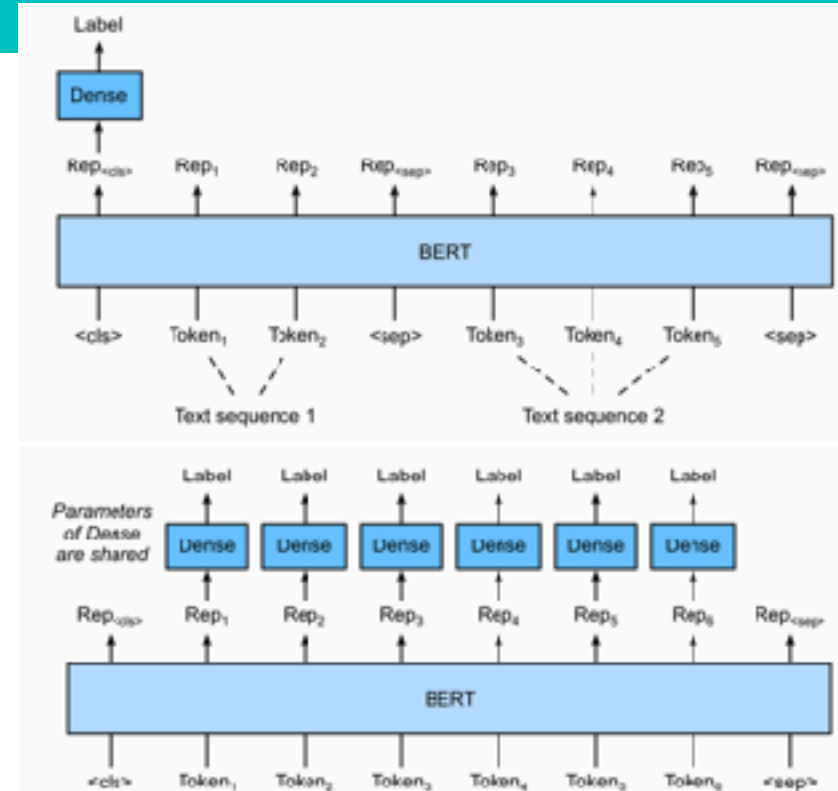 Label
Dense
Rep<cls> Rep1 Rep2 Rep<sep> Rep3 Rep4 Rep5 Rep<sep>
BERT
<cls> Token1 Token2 <sep> Token3 Token4 Token5 <sep>
Text sequence 1 Text sequence 2
Label Label Label Label Label Label
Parameters
of Dense
are shared
Dense Dense Dense Dense Dense Dense
Rep<cls> Rep1 Rep2 Rep3 Rep4 Rep5 Rep6 Rep<sep>
BERT
<cls> Token1 Token2 Token3 Token4 Token5 Token6 <sep>